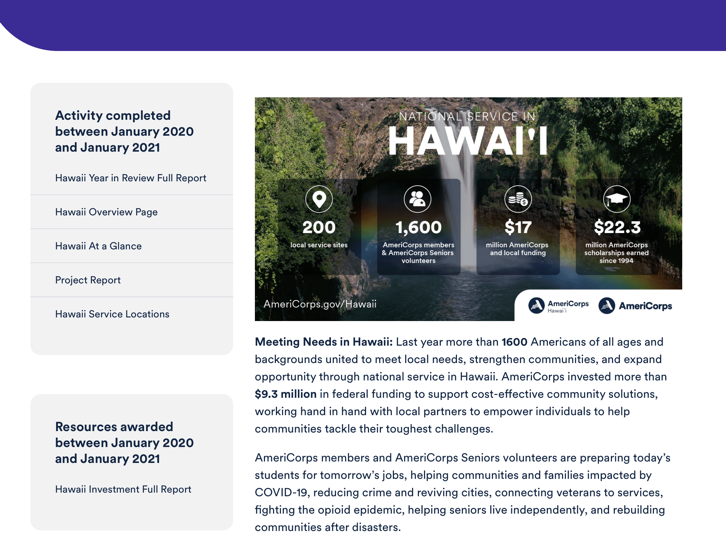 Activity completed
between January 2020
and January 2021
Hawaii Year in Review Full Report
Hawaii Overview Page
Hawaii At a Glance
Project Report
Hawaii Service Locations
Resources awarded
between January 2020
and January 2021
Hawaii Investment Full Report
NATIONAL SERVICE IN
HAWAI'I
200
local service sites
1,600
AmeriCorps members
& AmeriCorps Seniors
volunteers
$17
million AmeriCorps
and local funding
$22.3
million AmeriCorps
scholarships earned
since 1994
AmeriCorps.gov/Hawaii
AmeriCorps
Hawai'i
AmeriCorps
Meeting Needs in Hawaii: Last year more than 1600 Americans of all ages and
backgrounds united to meet local needs, strengthen communities, and expand
opportunity through national service in Hawaii. AmeriCorps invested more than
$9.3 million in federal funding to support cost-effective community solutions,
working hand in hand with local partners to empower individuals to help
communities tackle their toughest challenges.
AmeriCorps members and AmeriCorps Seniors volunteers are preparing today's
students for tomorrow's jobs, helping communities and families impacted by
COVID-19, reducing crime and reviving cities, connecting veterans to services,
fighting the opioid epidemic, helping seniors live independently, and rebuilding
communities after disasters.